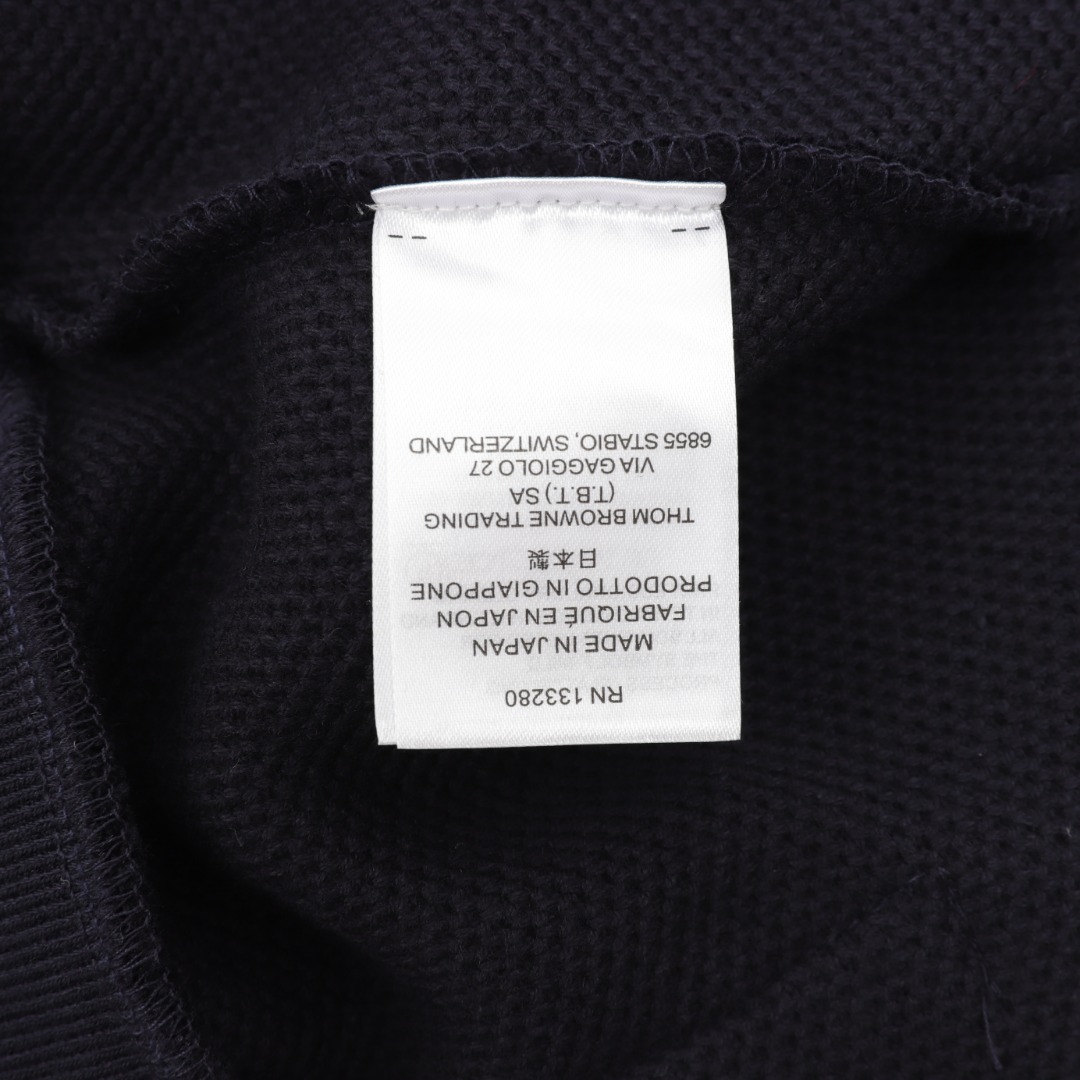 RN 133280
MADE IN JAPAN
FABRIQUÉ EN JAPON
PRODOTTO IN GIAPPONE
日本製
THOM BROWNE TRADING
(T.B.T.) SA
VIA GAGGIOLO 27
6855 STABIO, SWITZERLAND